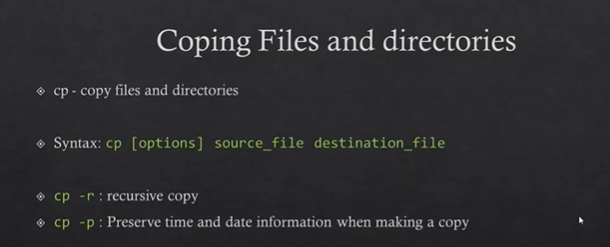 Coping Files and directories
cp - copy files and directories
Syntax: cp [options] source_file destination_file
cp -r : recursive copy
cp -p : Preserve time and date information when making a copy